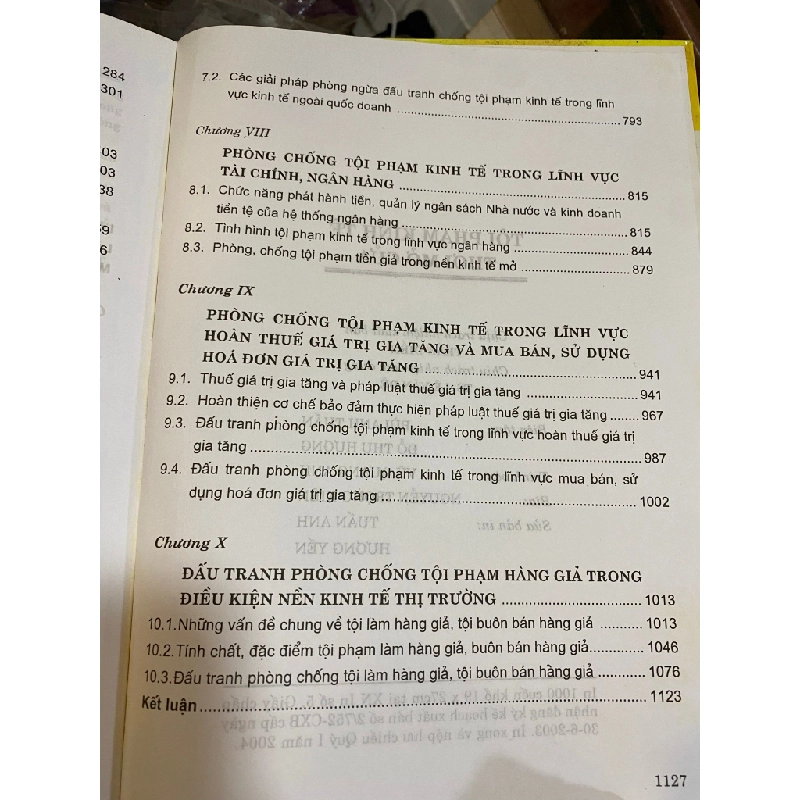 284
301
03
03
38
7.2. Các giải pháp phòng ngừa đấu tranh chống tội phạm kinh tế trong lĩnh
vực kinh tế ngoài quốc doanh ............ 793
Chương VIII
PHÒNG CHỐNG TỘI PHẠM KINH TẾ TRONG LĨNH VỰC
TÀI CHÍNH, NGÂN HÀNG ............ 815
8.1. Chức năng phát hành tiền, quản lý ngân sách Nhà nước và kinh doanh
tiền tệ của hệ thống ngân hàng ............ 815
8.2. Tình hình tội phạm kinh tế trong lĩnh vực ngân hàng ............ 844
8.3. Phòng, chống tội phạm tiền giả trong nền kinh tế mở ............ 879
Chương IX
PHÒNG CHỐNG TỘI PHẠM KINH TẾ TRONG LĨNH VỰC
HOÀN THUẾ GIÁ TRỊ GIA TĂNG VÀ MUA BÁN, SỬ DỤNG
HOÁ ĐƠN GIÁ TRỊ GIA TĂNG ............ 941
9.1. Thuế giá trị gia tăng và pháp luật thuế giá trị gia tăng ............ 941
9.2. Hoàn thiện cơ chế bảo đảm thực hiện pháp luật thuế giá trị gia tăng ............ 967
9.3. Đấu tranh phòng chống tội phạm kinh tế trong lĩnh vực hoàn thuế giá trị
gia tăng ............ 987
9.4. Đấu tranh phòng chống tội phạm kinh tế trong lĩnh vực mua bán, sử
dụng hoá đơn giá trị gia tăng ............ 1002
Chương X
ĐẤU TRANH PHÒNG CHỐNG TỘI PHẠM HÀNG GIẢ TRONG
ĐIỀU KIỆN NỀN KINH TẾ THỊ TRƯỜNG ............ 1013
10.1. Những vấn đề chung về tội làm hàng giả, tội buôn bán hàng giả ............ 1013
10.2. Tính chất, đặc điểm tội phạm làm hàng giả, buôn bán hàng giả ............ 1046
10.3. Đấu tranh phòng chống tội làm hàng giả, tội buôn bán hàng giả ............ 1076
Kết luận ............ 1123
1127